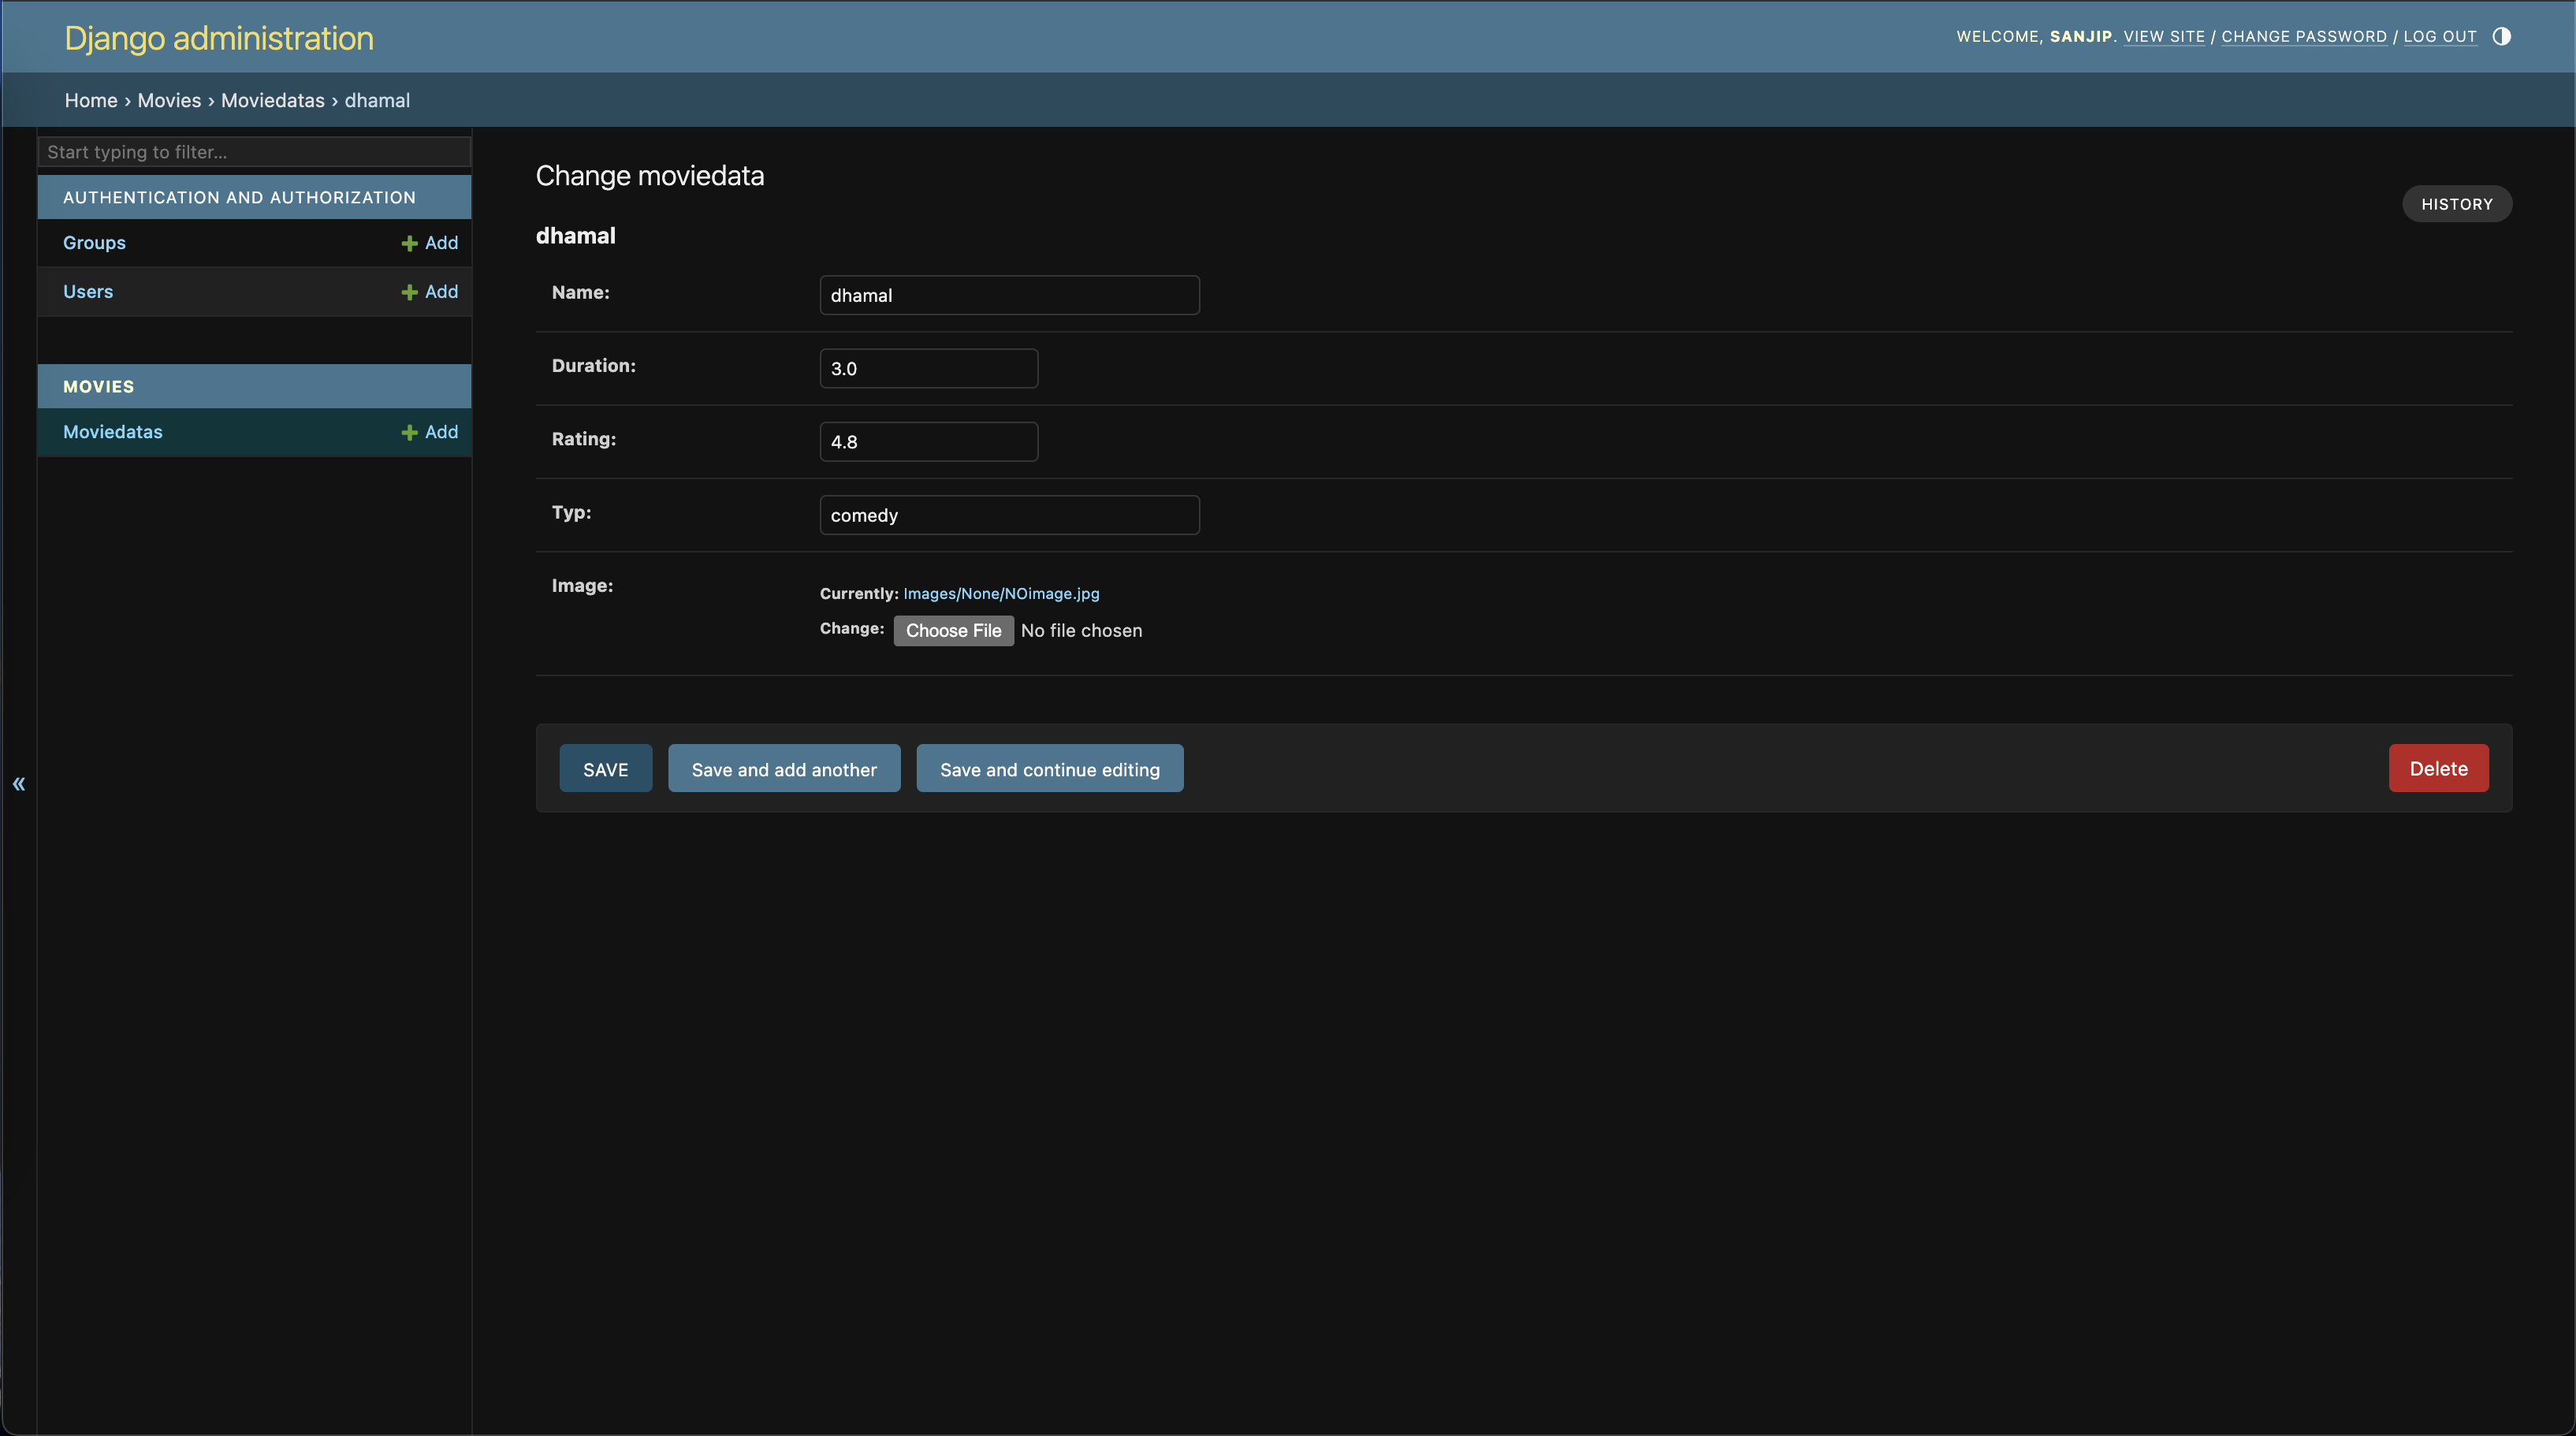 Django administration
WELCOME, SANJIP. VIEW SITE / CHANGE PASSWORD / LOG OUT
Home › Movies › Moviedatas › dhamal
Start typing to filter...
AUTHENTICATION AND AUTHORIZATION
Groups Add
Users Add
MOVIES
Moviedatas Add
«
Change moviedata
HISTORY
dhamal
Name: dhamal
Duration: 3.0
Rating: 4.8
Typ: comedy
Image: Currently: Images/None/NOimage.jpg
Change: Choose File No file chosen
SAVE Save and add another Save and continue editing Delete